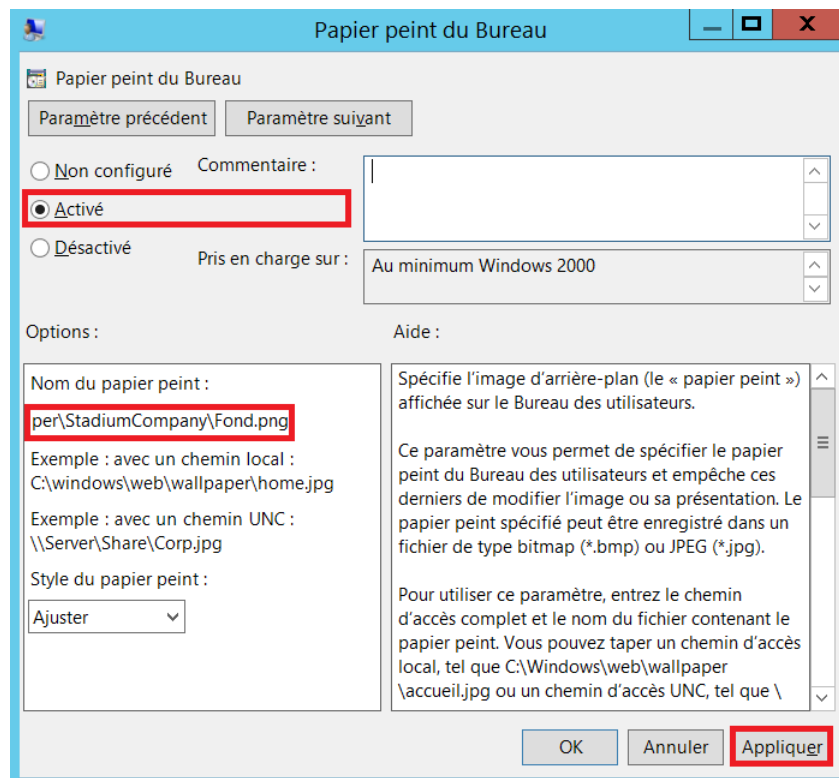 Papier peint du Bureau
Papier peint du Bureau
Paramètre précédent Paramètre suivant
Non configuré Commentaire :
Activé
Désactivé
Pris en charge sur : Au minimum Windows 2000
Options : Aide :
Nom du papier peint :
per\StadiumCompany\Fond.png
Exemple : avec un chemin local :
C:\windows\web\wallpaper\home.jpg
Exemple : avec un chemin UNC :
\\Server\Share\Corp.jpg
Style du papier peint :
Ajuster
Spécifie l'image d'arrière-plan (le « papier peint »)
affichée sur le Bureau des utilisateurs.
Ce paramètre vous permet de spécifier le papier
peint du Bureau des utilisateurs et empêche ces
derniers de modifier l'image ou sa présentation. Le
papier peint spécifié peut être enregistré dans un
fichier de type bitmap (*.bmp) ou JPEG (*.jpg).
Pour utiliser ce paramètre, entrez le chemin
d'accès complet et le nom du fichier contenant le
papier peint. Vous pouvez taper un chemin d'accès
local, tel que C:\Windows\web\wallpaper
\accueil.jpg ou un chemin d'accès UNC, tel que \
OK Annuler Appliquer